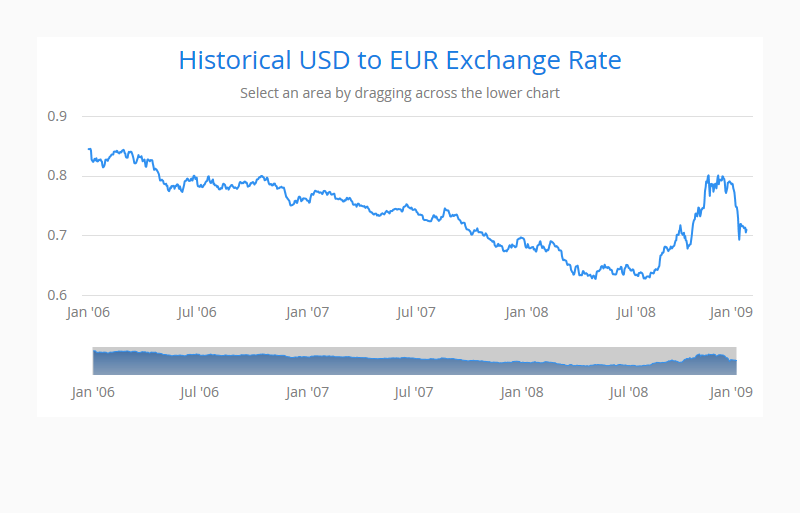 Historical USD to EUR Exchange Rate
Select an area by dragging across the lower chart
0.9
0.8
0.7
0.6
Jan '06 Jul '06 Jan '07 Jul '07 Jan '08 Jul '08 Jan '09
Jan '06 Jul '06 Jan '07 Jul '07 Jan '08 Jul '08 Jan '09